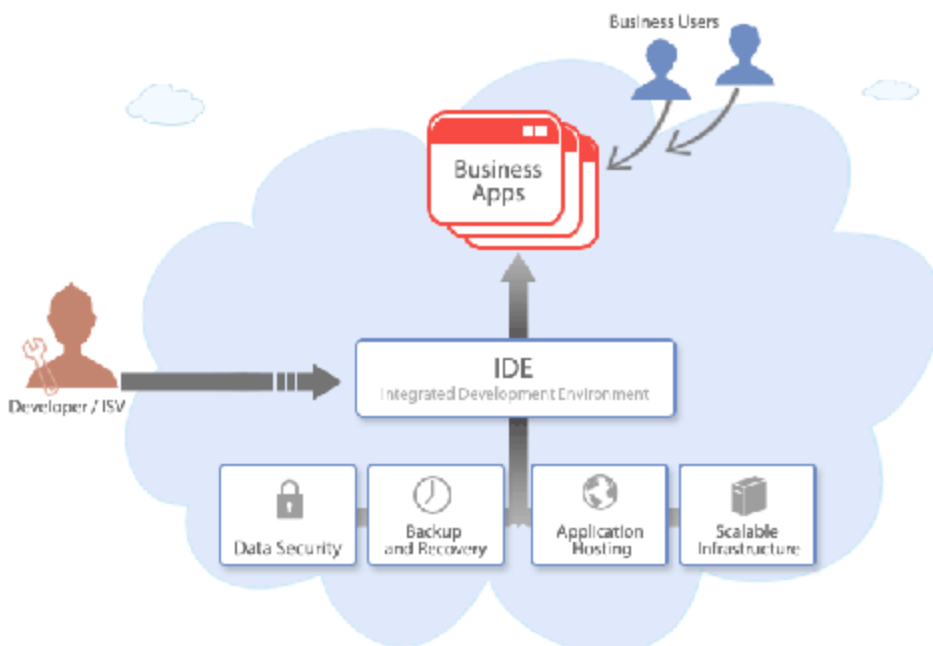 Business Users
Business
Apps
IDE
Integrated Development Environment
Developer / ISV
Data Security
Backup
and Recovery
Application
Hosting
Scalable
Infrastructure